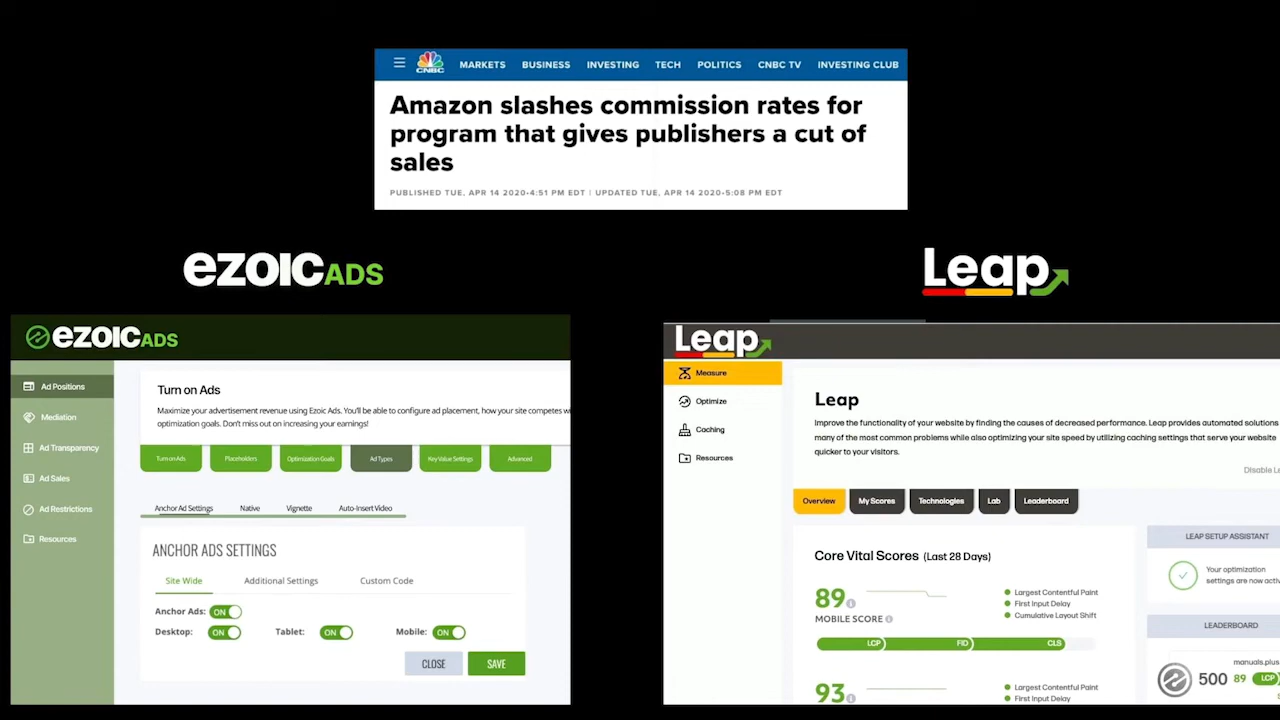 CNBC
MARKETS BUSINESS INVESTING TECH POLITICS CNBC TV INVESTING CLUB
Amazon slashes commission rates for
program that gives publishers a cut of
sales
PUBLISHED TUE, APR 14 2020•4:51 PM EDT | UPDATED TUE, APR 14 2020•5:08 PM EDT
eZOIC ADS
Leap
eZOIC ADS
Ad Positions
Mediation
Ad Transparency
Ad Sales
Ad Restrictions
Resources
Turn on Ads
Maximize your advertisement revenue using Ezoic Ads. You'll be able to configure ad placement, how your site competes
optimization goals. Don't miss out on increasing your earnings!
Turn on Ads Placeholders Optimization Goals Ad Types Key Value Settings Advanced
Anchor Ad Settings Native Vignette Auto-Insert Video
ANCHOR ADS SETTINGS
Site Wide Additional Settings Custom Code
Anchor Ads: ON
Desktop: ON Tablet: ON Mobile: ON
CLOSE SAVE
Leap
Measure
Optimize
Caching
Resources
Leap
Improve the functionality of your website by finding the causes of decreased performance. Leap provides automated solutions
many of the most common problems while also optimizing your site speed by utilizing caching settings that serve your website
quicker to your visitors.
Disable
Overview My Scores Technologies Lab Leaderboard
Core Vital Scores (Last 28 Days)
89
MOBILE SCORE
Largest Contentful Paint
First Input Delay
Cumulative Layout Shift
LCP FID CLS
93
Largest Contentful Paint
First Input Delay
LEAP SETUP ASSISTANT
Your optimization
settings are now
LEADERBOARD
manuals.plus
500 89 LCP